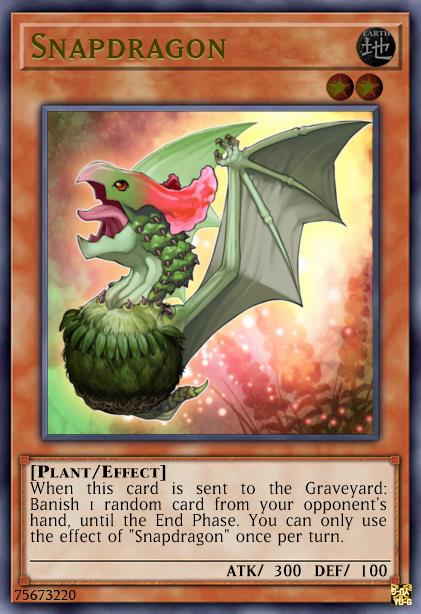 SNAPDRAGON
EARTH
地
[PLANT/EFFECT]
When this card is sent to the Graveyard:
Banish 1 random card from your opponent's
hand, until the End Phase. You can only use
the effect of "Snapdragon" once per turn.
ATK/ 300 DEF/ 100
75673220